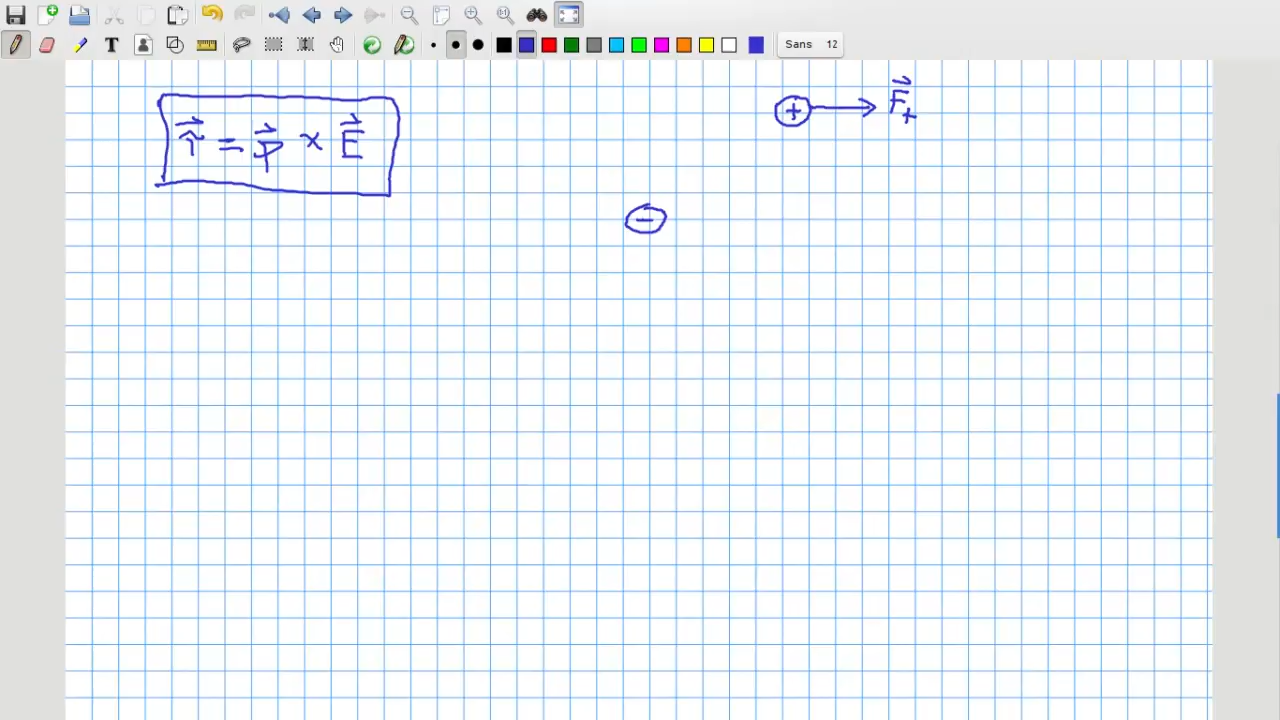 Sans 12
T
+ → F⃗₊
τ⃗ = p⃗ × E⃗
−